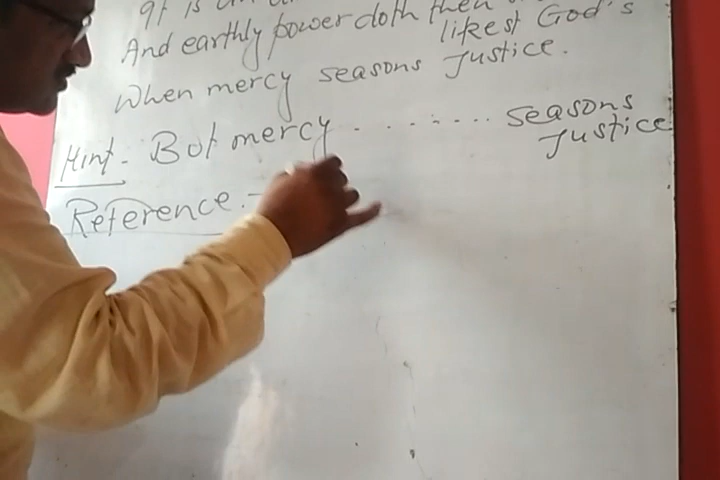 It is an
And earthly power doth then
likest God's
When mercy seasons Justice.
Hint - But mercy ........ seasons
Justice
Reference :-